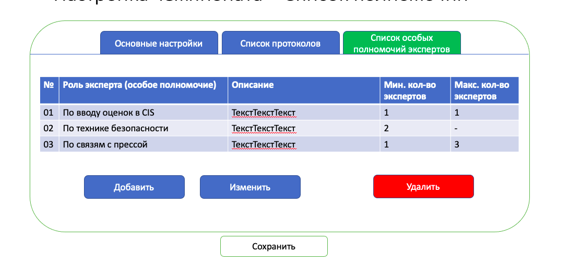 Основные настройки
Список протоколов
Список особых
полномочий экспертов
№ Роль эксперта (особое полномочие) Описание Мин. кол-во экспертов Макс. кол-во экспертов
01 По вводу оценок в CIS ТекстТекстТекст 1 1
02 По технике безопасности ТекстТекстТекст 2 -
03 По связям с прессой ТекстТекстТекст 1 3
Добавить
Изменить
Удалить
Сохранить